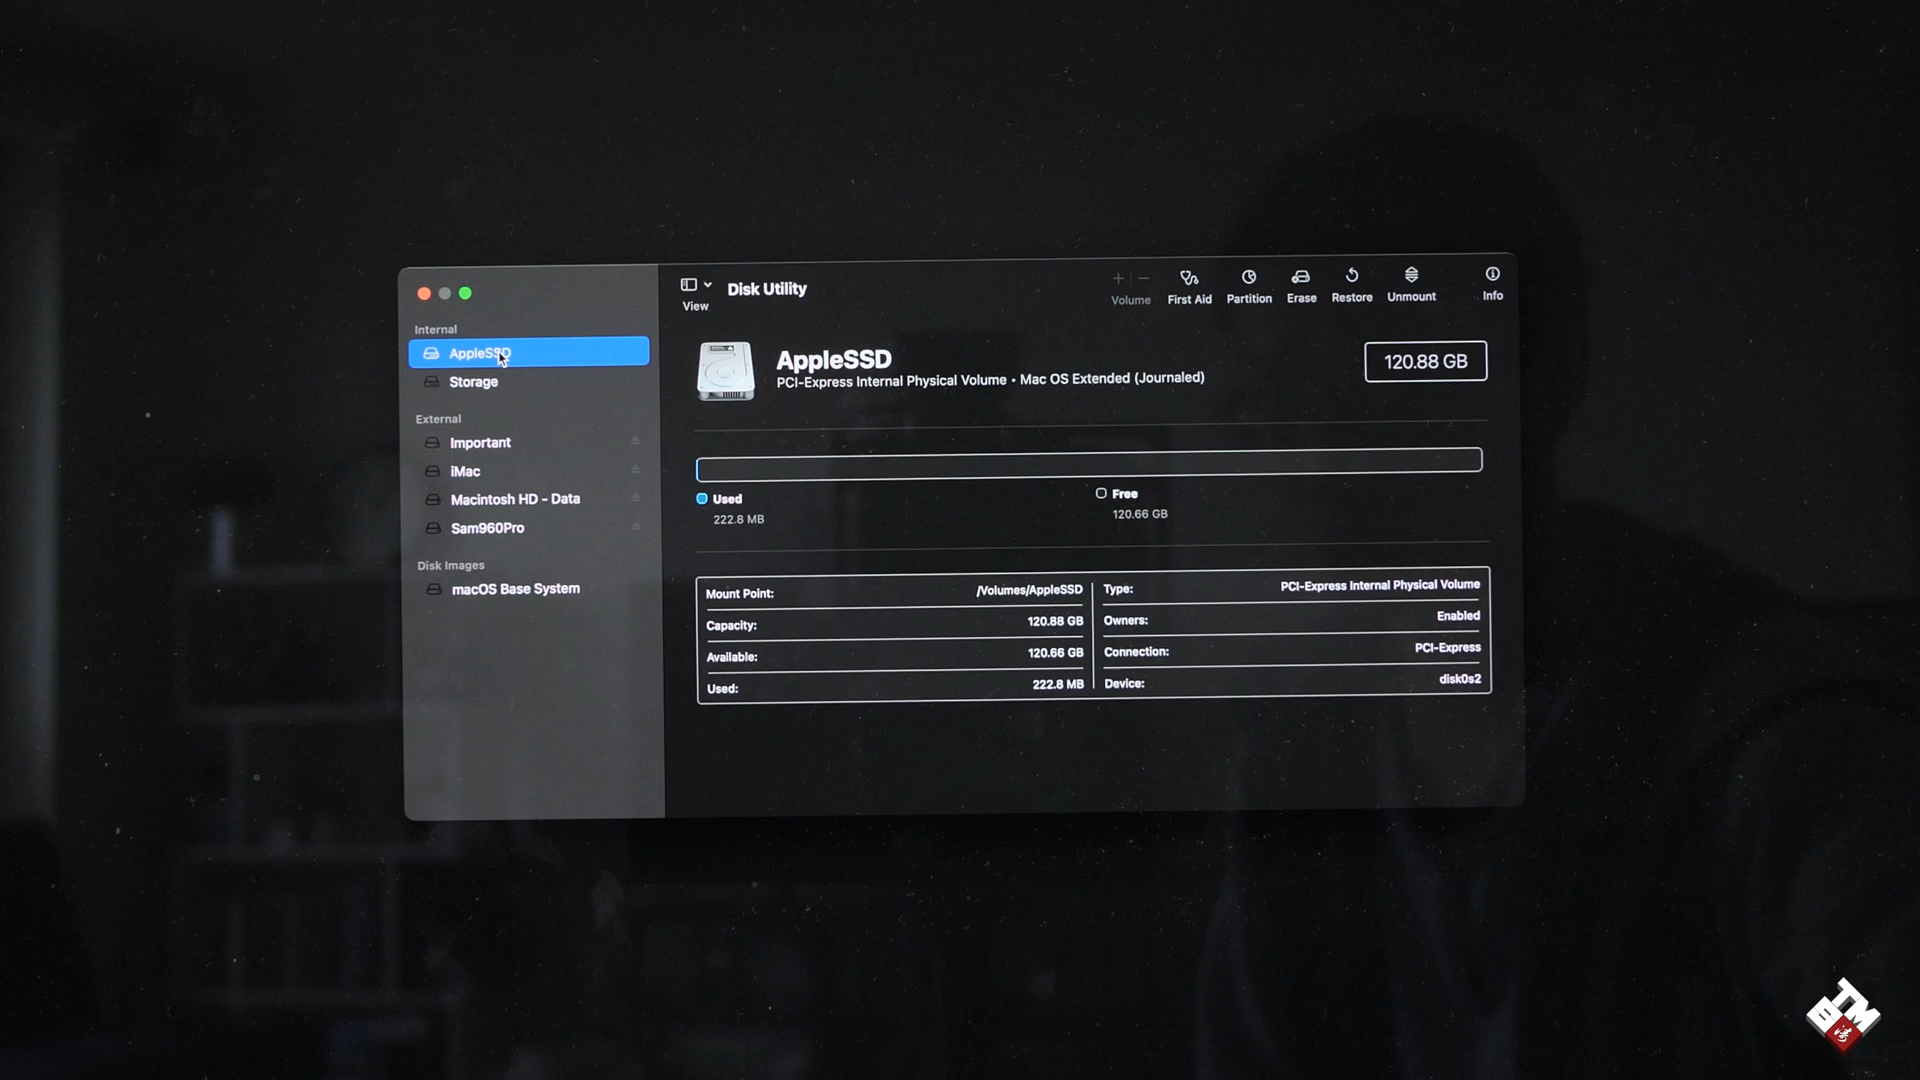 View
Disk Utility
Volume
First Aid
Partition
Erase
Restore
Unmount
Info
Internal
AppleSSD
Storage
External
Important
iMac
Macintosh HD - Data
Sam960Pro
Disk Images
macOS Base System
AppleSSD
PCI-Express Internal Physical Volume • Mac OS Extended (Journaled)
120.88 GB
Used
222.8 MB
Free
120.66 GB
Mount Point: /Volumes/AppleSSD
Capacity: 120.88 GB
Available: 120.66 GB
Used: 222.8 MB
Type: PCI-Express Internal Physical Volume
Owners: Enabled
Connection: PCI-Express
Device: disk0s2